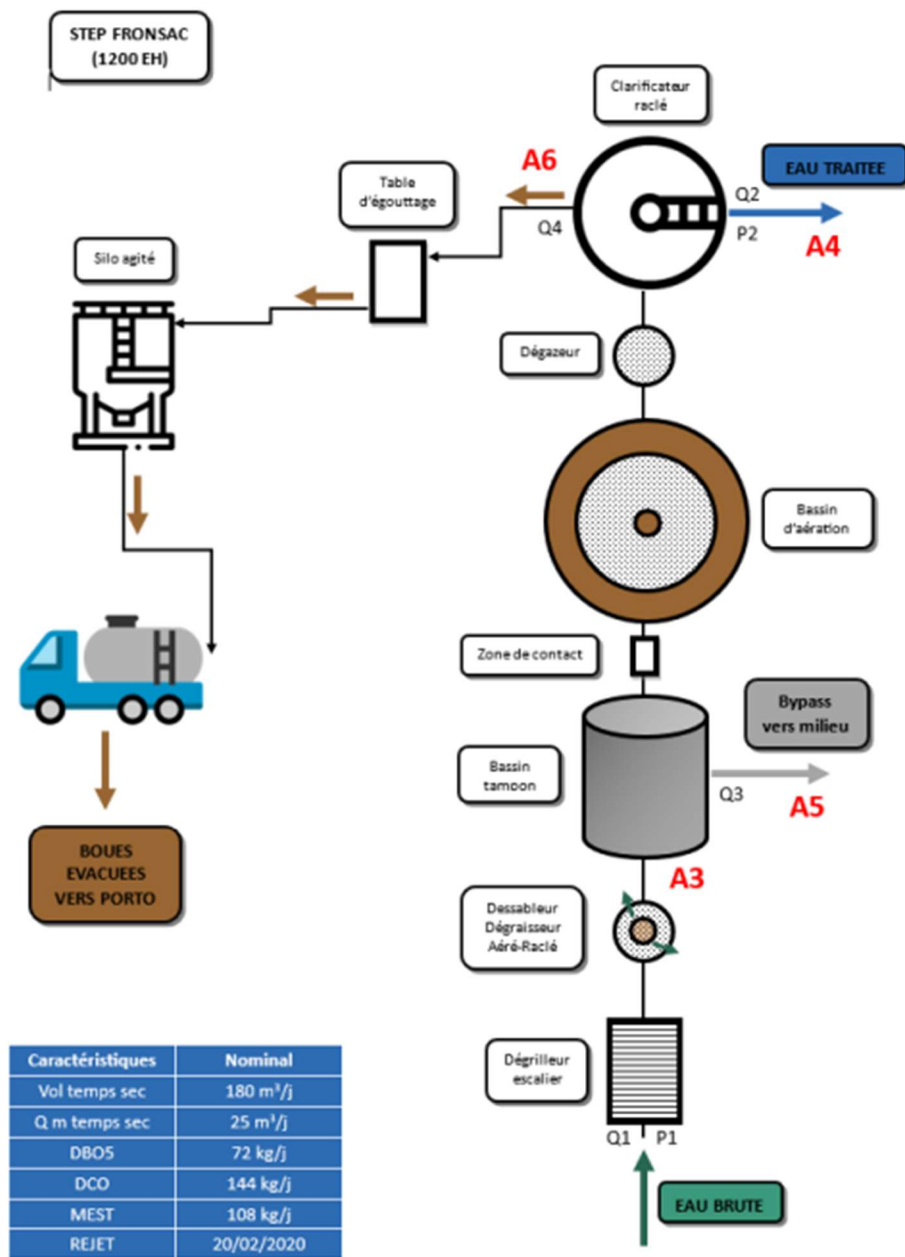 STEP FRONSAC
(1200 EH)
Clarificateur
raclé
A6
EAU TRAITEE
Table
d'égouttage
Q2
Q4
P2
A4
Silo agité
Dégazeur
Bassin
d'aération
Zone de contact
Bypass
vers milieu
Bassin
tamoon
Q3
A5
BOUES
EVACUEES
VERS PORTO
A3
Dessableur
Dégraisseur
Aéré-Raclé
Dégrilleur
escalier
Caractéristiques Nominal
Vol temps sec 180 m³/j
Q m temps sec 25 m³/j
DBO5 72 kg/j
DCO 144 kg/j
MEST 108 kg/j
REJET 20/02/2020
Q1 P1
EAU BRUTE